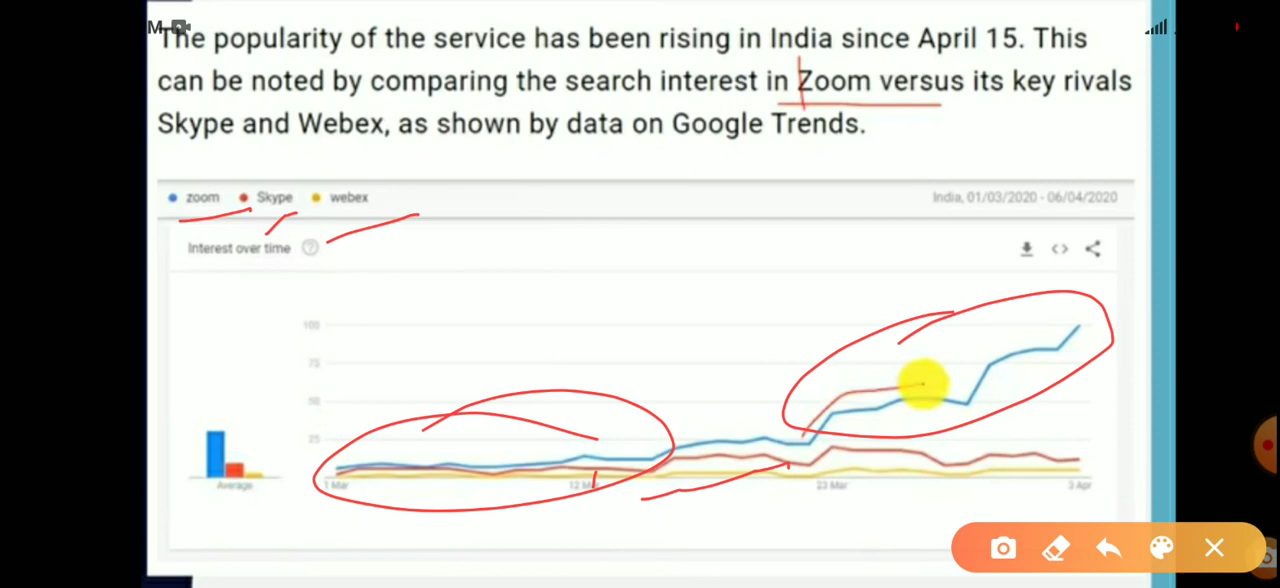 M
The popularity of the service has been rising in India since April 15. This
can be noted by comparing the search interest in Zoom versus its key rivals
Skype and Webex, as shown by data on Google Trends.
zoom Skype webex India, 01/03/2020 - 06/04/2020
Interest over time ?
100
75
50
25
Average 1 Mar 12 Mar 23 Mar 3 Apr